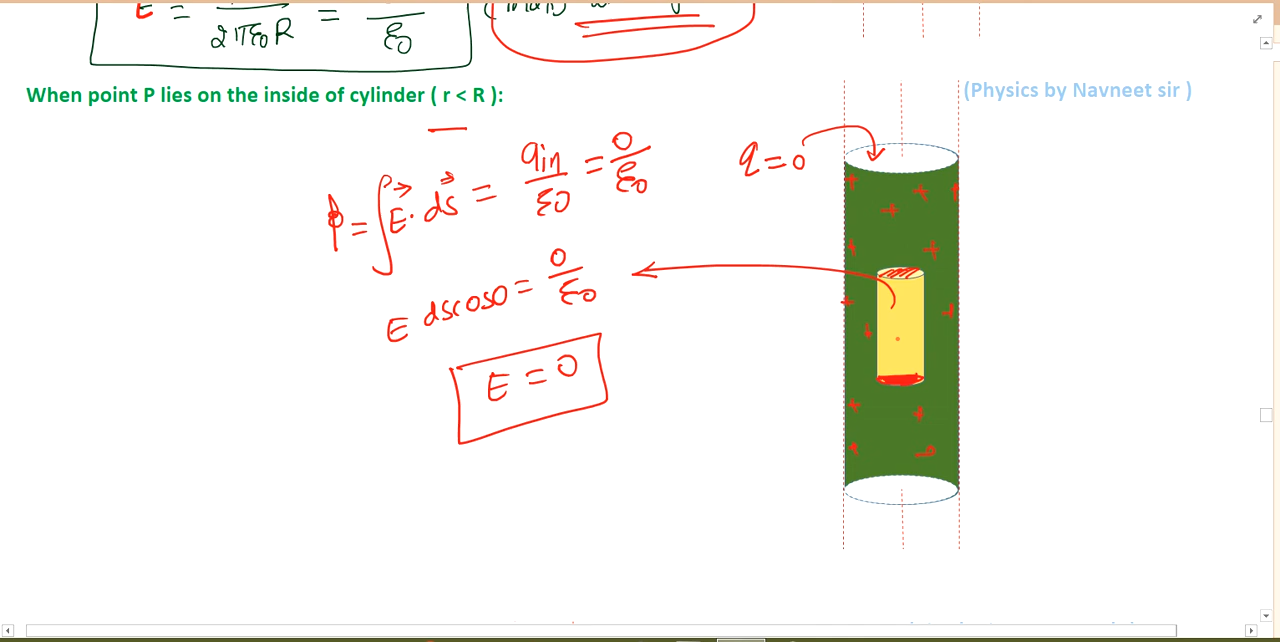 E =
2πε₀R = ε₀
When point P lies on the inside of cylinder ( r < R ):
(Physics by Navneet sir )
ϕ = ∫ E⃗ · ds⃗ = qin/ε0 = 0/ε₀
q = 0
E ds cos0 = 0/ε₀
E = 0